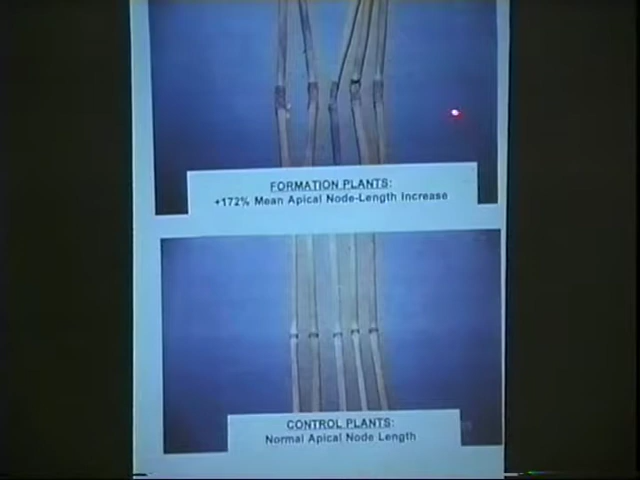 FORMATION PLANTS:
+172% Mean Apical Node-Length Increase
CONTROL PLANTS:
Normal Apical Node Length